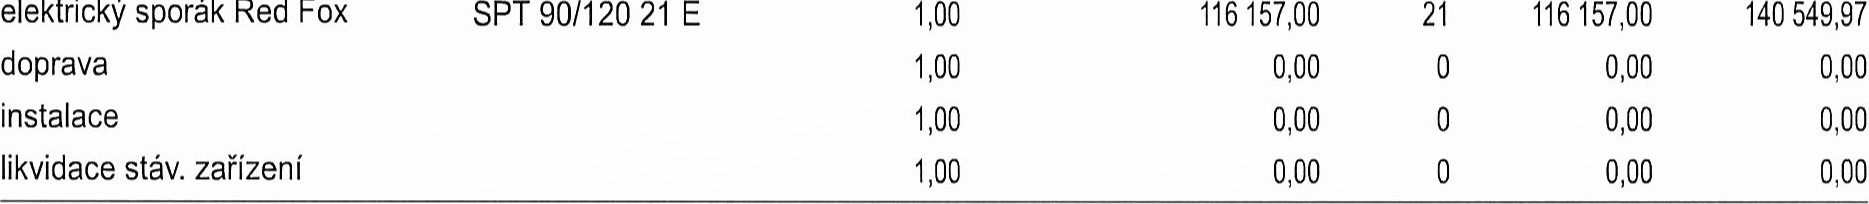 elektrický sporák Red Fox SPT 90/120 21 E 1,00 116 157,00 21 116 157,00 140 549,97
doprava 1,00 0,00 0 0,00 0,00
instalace 1,00 0,00 0 0,00 0,00
likvidace stáv. zařízení 1,00 0,00 0 0,00 0,00